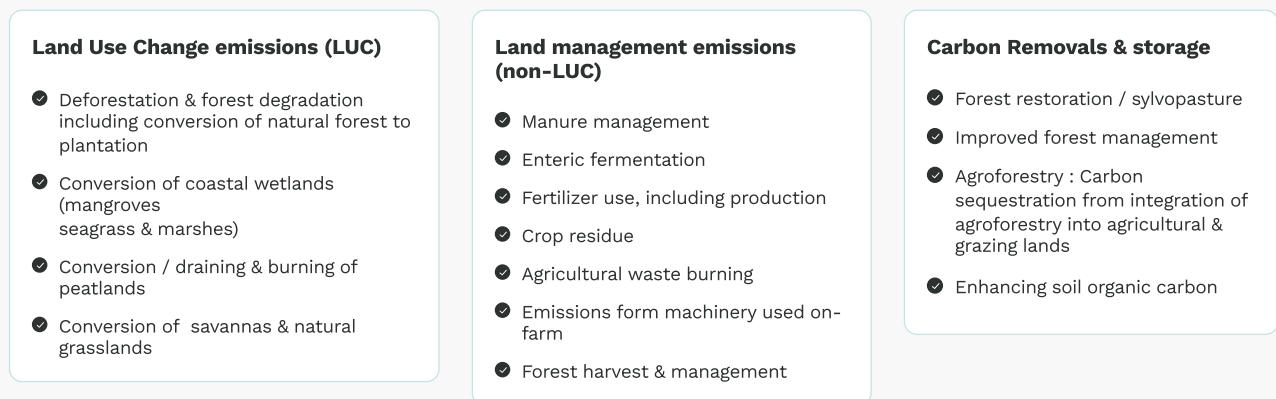 Land Use Change emissions (LUC)
Deforestation & forest degradation
including conversion of natural forest to
plantation
Conversion of coastal wetlands
(mangroves
seagrass & marshes)
Conversion / draining & burning of
peatlands
Conversion of  savannas & natural
grasslands
Land management emissions
(non-LUC)
Manure management
Enteric fermentation
Fertilizer use, including production
Crop residue
Agricultural waste burning
Emissions form machinery used on-
farm
Forest harvest & management
Carbon Removals & storage
Forest restoration / sylvopasture
Improved forest management
Agroforestry : Carbon
sequestration from integration of
agroforestry into agricultural &
grazing lands
Enhancing soil organic carbon